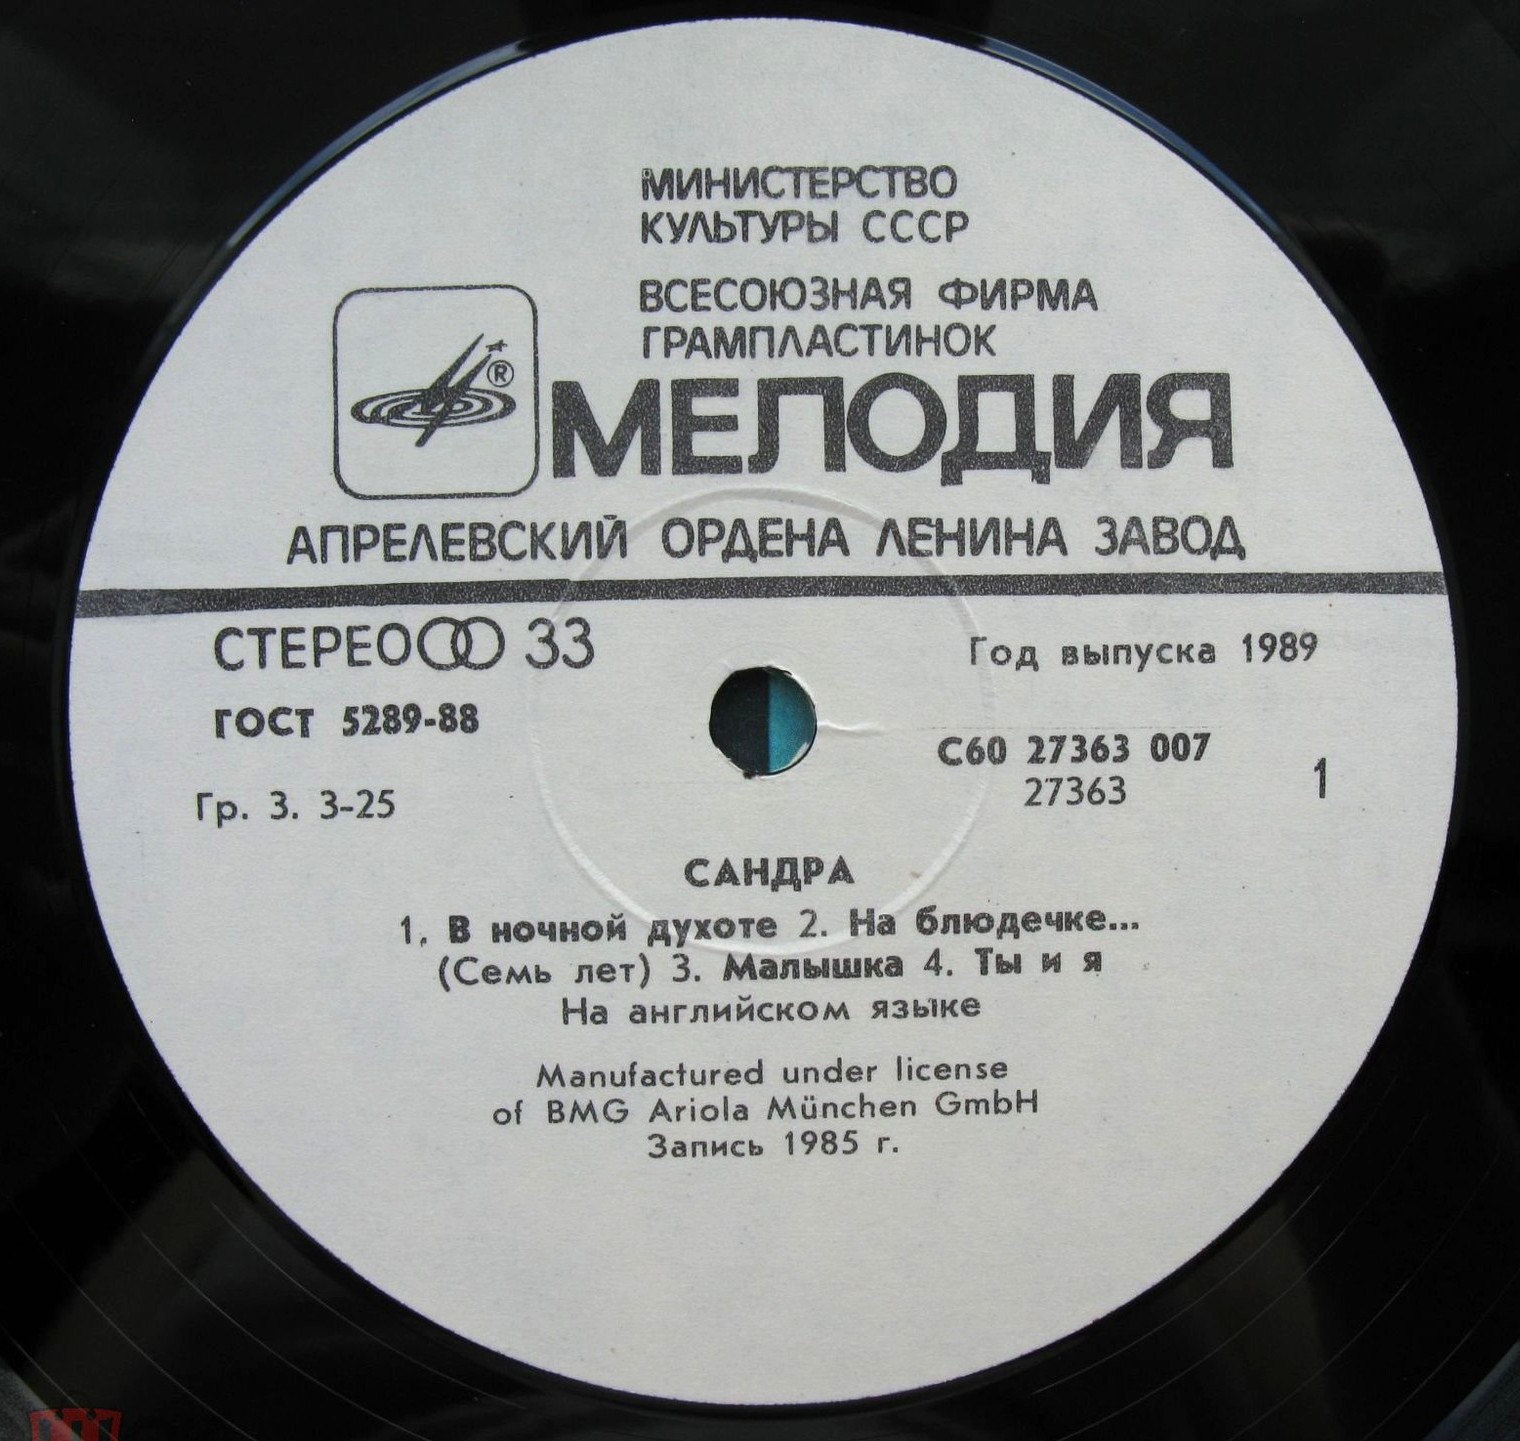 МИНИСТЕРСТВО
КУЛЬТУРЫ СССР
ВСЕСОЮЗНАЯ ФИРМА
ГРАМПЛАСТИНОК
®
МЕЛОДИЯ
АПРЕЛЕВСКИЙ ОРДЕНА ЛЕНИНА ЗАВОД
СТЕРЕО 33
Год выпуска 1989
ГОСТ 5289-88
С60 27363 007
27363
1
Гр. 3. 3-25
САНДРА
1. В ночной духоте 2. На блюдечке...
(Семь лет) 3. Малышка 4. Ты и я
На английском языке
Manufactured under license
of BMG Ariola München GmbH
Запись 1985 г.